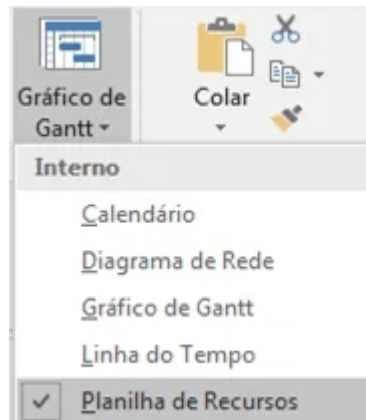 Gráfico de
Gantt
Colar
Interno
Calendário
Diagrama de Rede
Gráfico de Gantt
Linha do Tempo
Planilha de Recursos